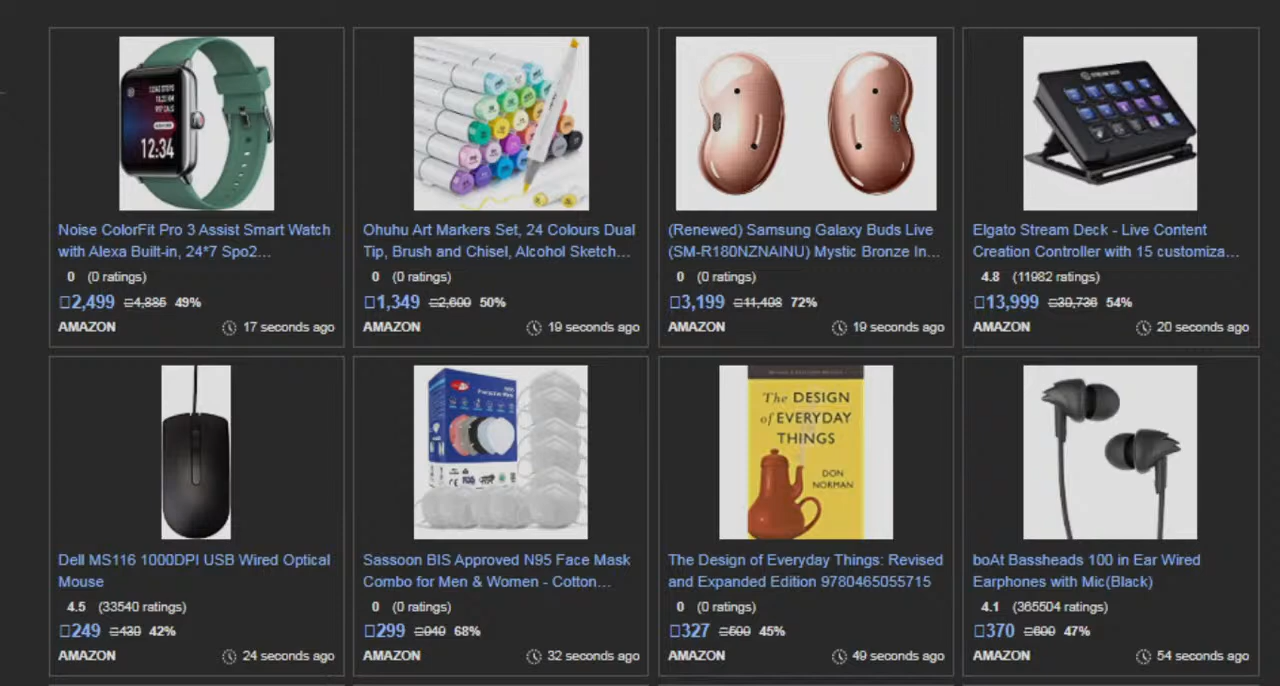 12:34
STREAM DECK
Noise ColorFit Pro 3 Assist Smart Watch
with Alexa Built-in, 24*7 Spo2...
0 (0 ratings)
2,499 49%
AMAZON 17 seconds ago
Ohuhu Art Markers Set, 24 Colours Dual
Tip, Brush and Chisel, Alcohol Sketch...
0 (0 ratings)
1,349 2,600 50%
AMAZON 19 seconds ago
(Renewed) Samsung Galaxy Buds Live
(SM-R180NZNAINU) Mystic Bronze In...
0 (0 ratings)
3,199 72%
AMAZON 19 seconds ago
Elgato Stream Deck - Live Content
Creation Controller with 15 customiza...
4.8 (11982 ratings)
13,999 54%
AMAZON 20 seconds ago
The DESIGN
of EVERYDAY
THINGS
DON
NORMAN
Dell MS116 1000DPI USB Wired Optical
Mouse
4.5 (33540 ratings)
249 430 42%
AMAZON 24 seconds ago
Sassoon BIS Approved N95 Face Mask
Combo for Men & Women - Cotton...
0 (0 ratings)
299 68%
AMAZON 32 seconds ago
The Design of Everyday Things: Revised
and Expanded Edition 9780465055715
0 (0 ratings)
327 45%
AMAZON 49 seconds ago
boAt Bassheads 100 in Ear Wired
Earphones with Mic(Black)
4.1 (365504 ratings)
370 47%
AMAZON 54 seconds ago